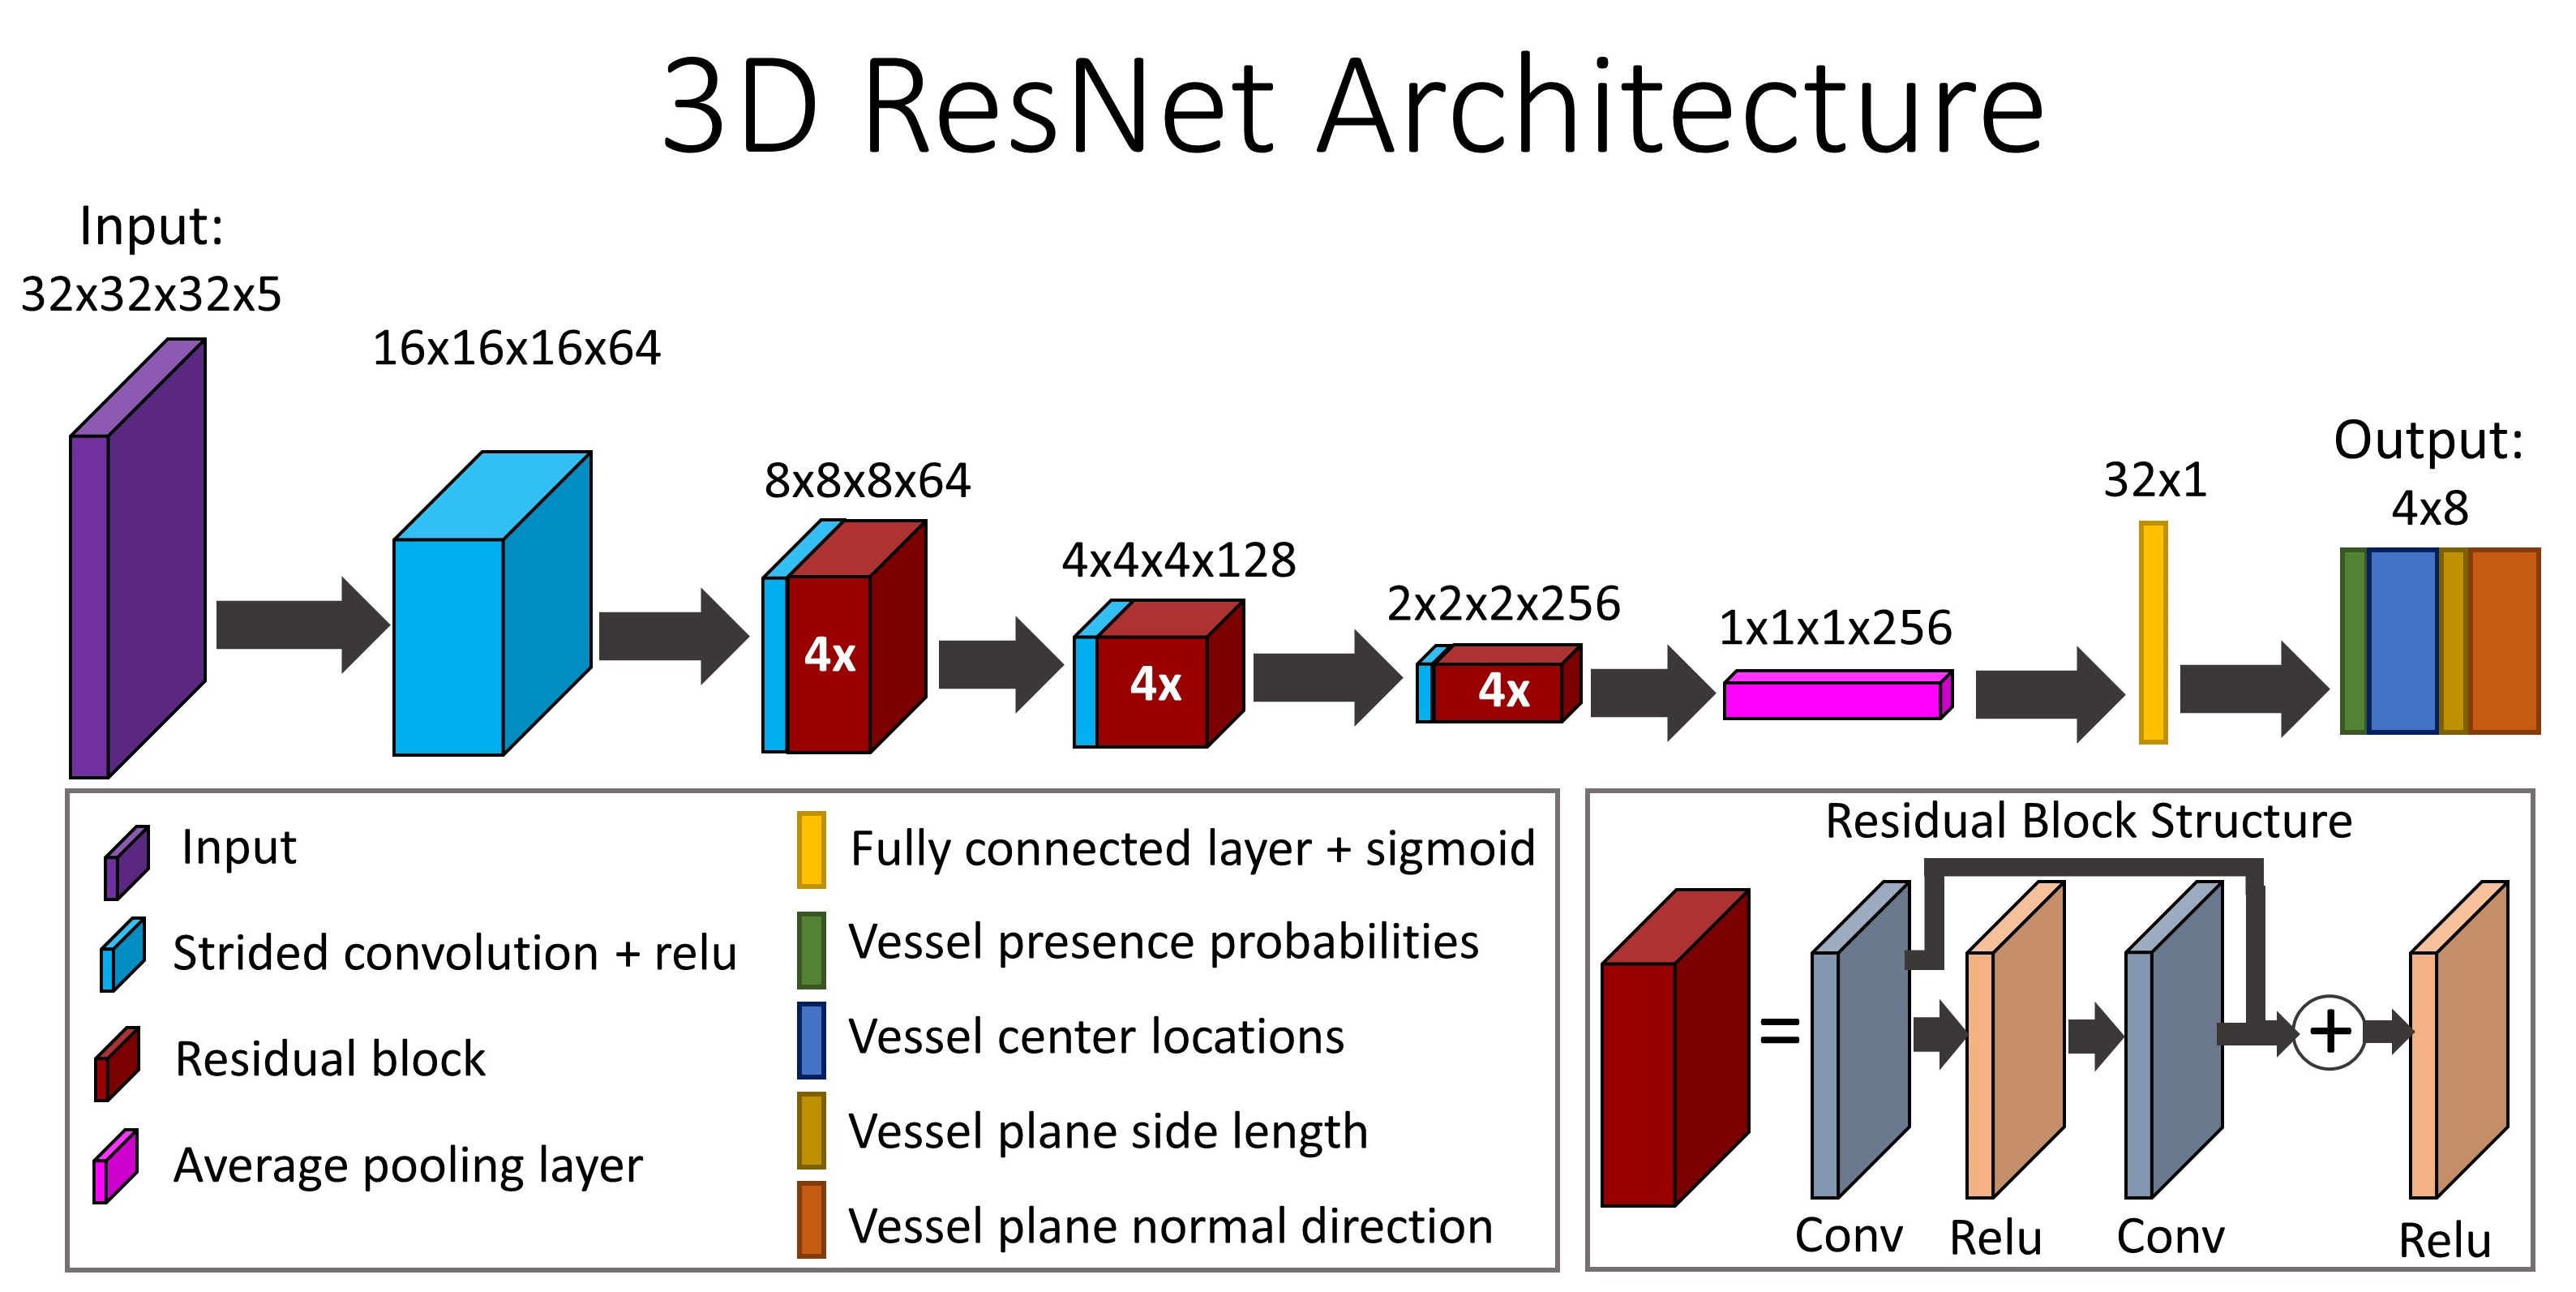 3D ResNet Architecture
Input:
32x32x32x5
16x16x16x64
8x8x8x64
4x
4x4x4x128
4x
2x2x2x256
4x
1x1x1x256
32x1
Output:
4x8
Input
Strided convolution + relu
Residual block
Average pooling layer
Fully connected layer + sigmoid
Vessel presence probabilities
Vessel center locations
Vessel plane side length
Vessel plane normal direction
Residual Block Structure
=
+
Conv
Relu
Conv
Relu